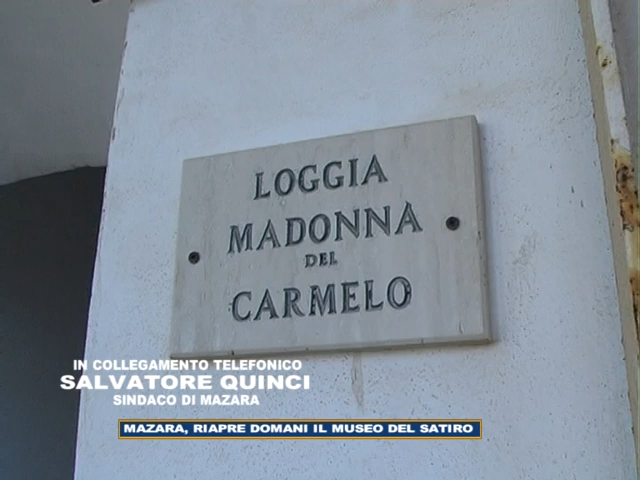 LOGGIA
MADONNA
DEL
CARMELO
IN COLLEGAMENTO TELEFONICO
SALVATORE QUINCI
SINDACO DI MAZARA
MAZARA, RIAPRE DOMANI IL MUSEO DEL SATIRO